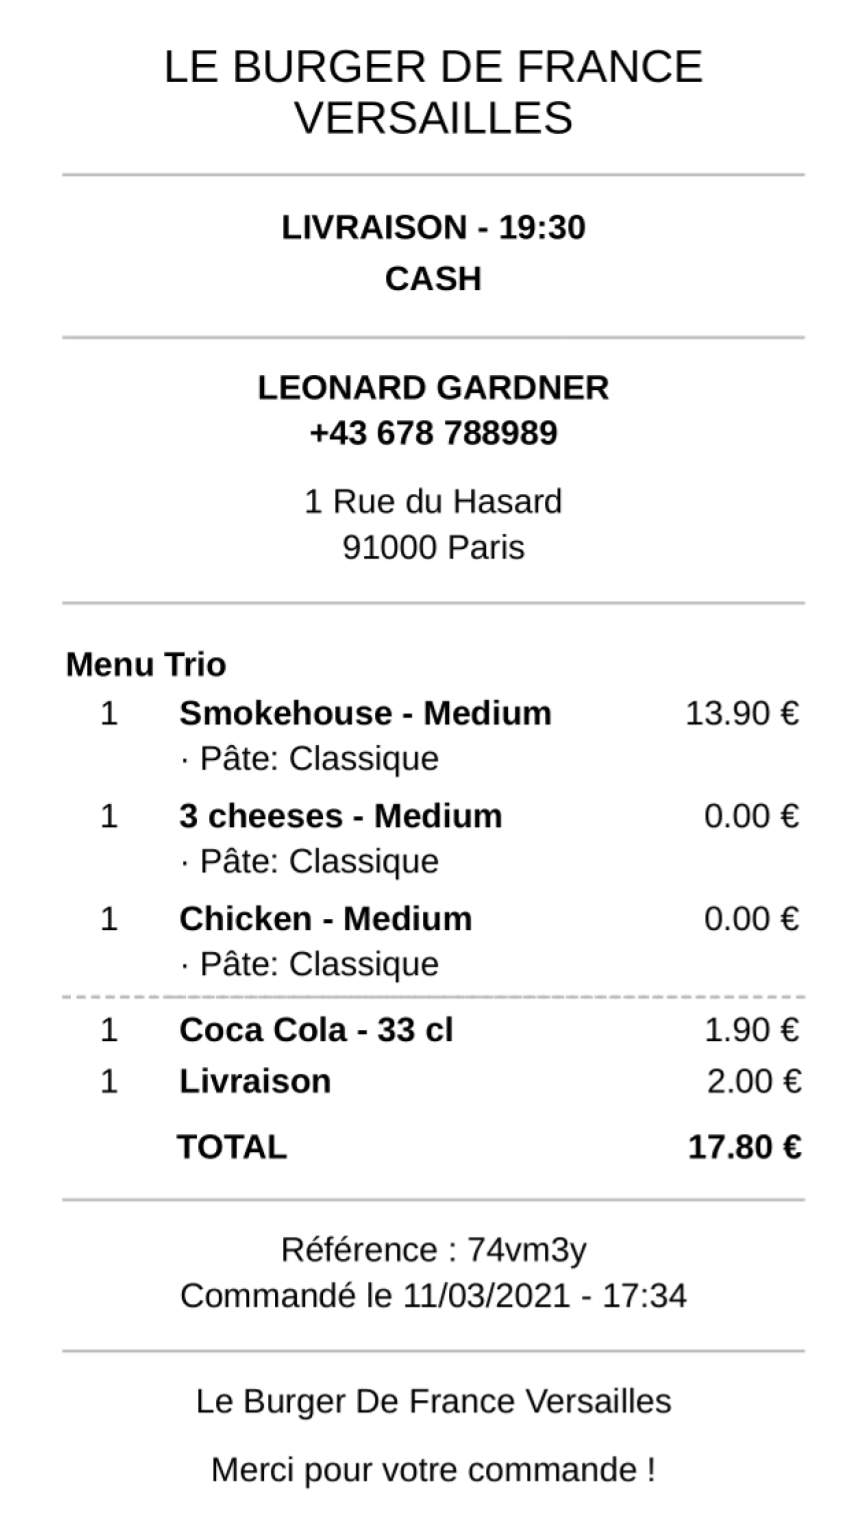 LE BURGER DE FRANCE
VERSAILLES
LIVRAISON - 19:30
CASH
LEONARD GARDNER
+43 678 788989
1 Rue du Hasard
91000 Paris
Menu Trio
1 Smokehouse - Medium 13.90 €
· Pâte: Classique
1 3 cheeses - Medium 0.00 €
· Pâte: Classique
1 Chicken - Medium 0.00 €
· Pâte: Classique
1 Coca Cola - 33 cl 1.90 €
1 Livraison 2.00 €
TOTAL 17.80 €
Référence : 74vm3y
Commandé le 11/03/2021 - 17:34
Le Burger De France Versailles
Merci pour votre commande !